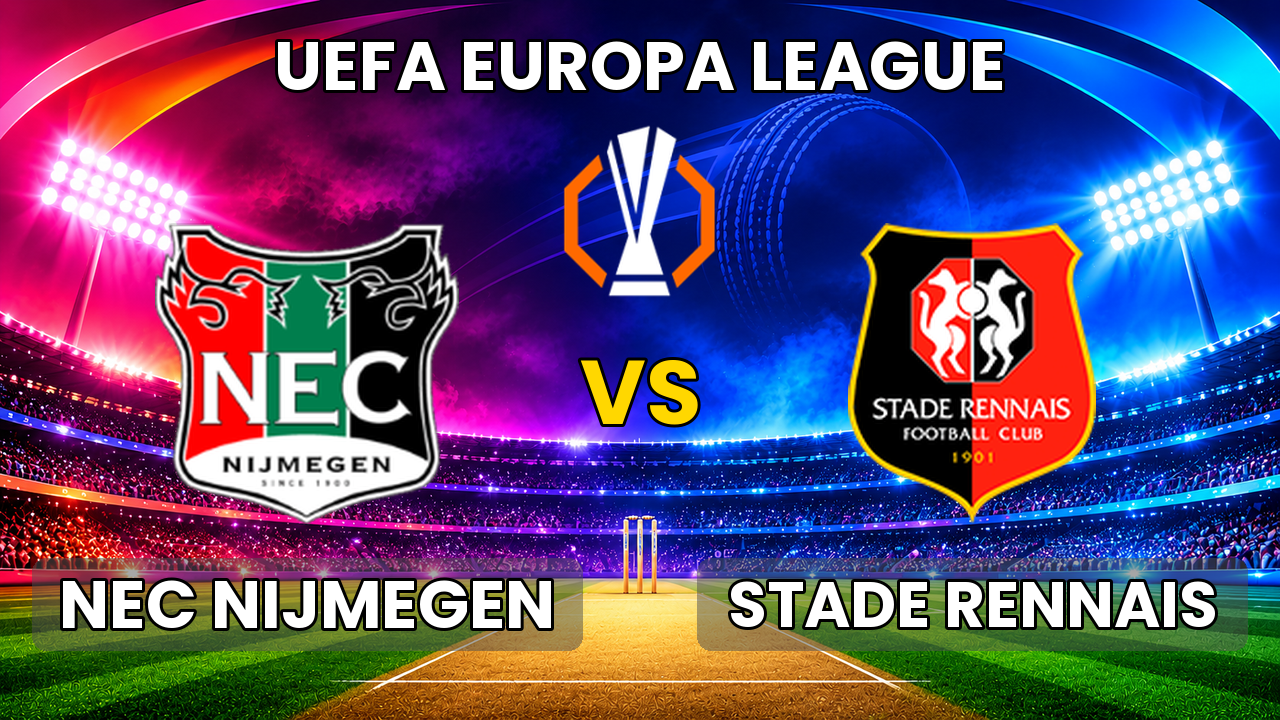 UEFA EUROPA LEAGUE
VS
NEC
NIJMEGEN
SINCE 1900
STADE RENNAIS
FOOTBALL CLUB
1901
NEC NIJMEGEN
STADE RENNAIS